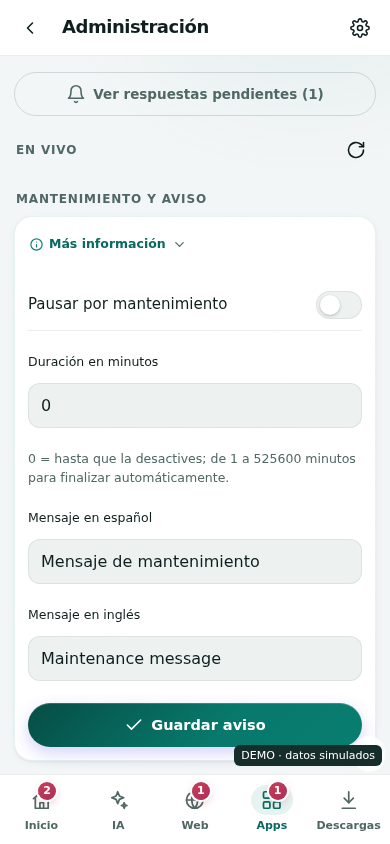 Administración
Ver respuestas pendientes (1)
EN VIVO
MANTENIMIENTO Y AVISO
Más información
Pausar por mantenimiento
Duración en minutos
0
0 = hasta que la desactives; de 1 a 525600 minutos
para finalizar automáticamente.
Mensaje en español
Mensaje de mantenimiento
Mensaje en inglés
Maintenance message
Guardar aviso
DEMO · datos simulados
2 1 1
Inicio IA Web Apps Descargas